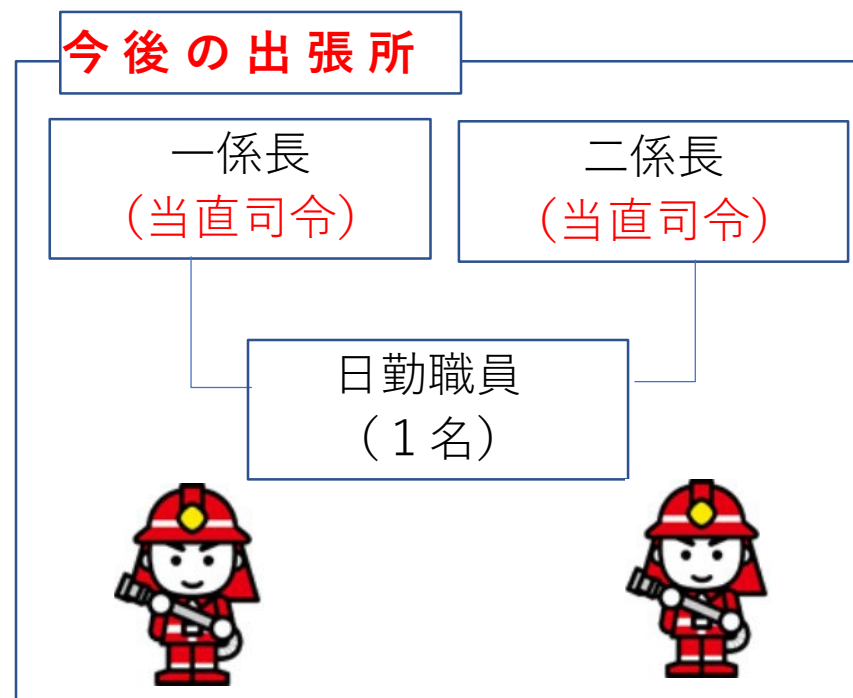 今後の出張所
一係長
（当直司令）
二係長
（当直司令）
日勤職員
（１名）